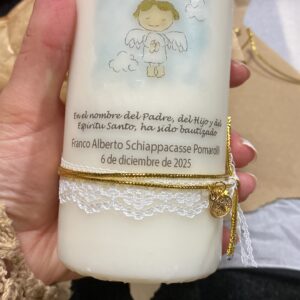 En el nombre del Padre, del Hijo y del
Espíritu Santo, ha sido bautizado
Franco Alberto Schiappacasse Pomarolli
6 de diciembre de 2025